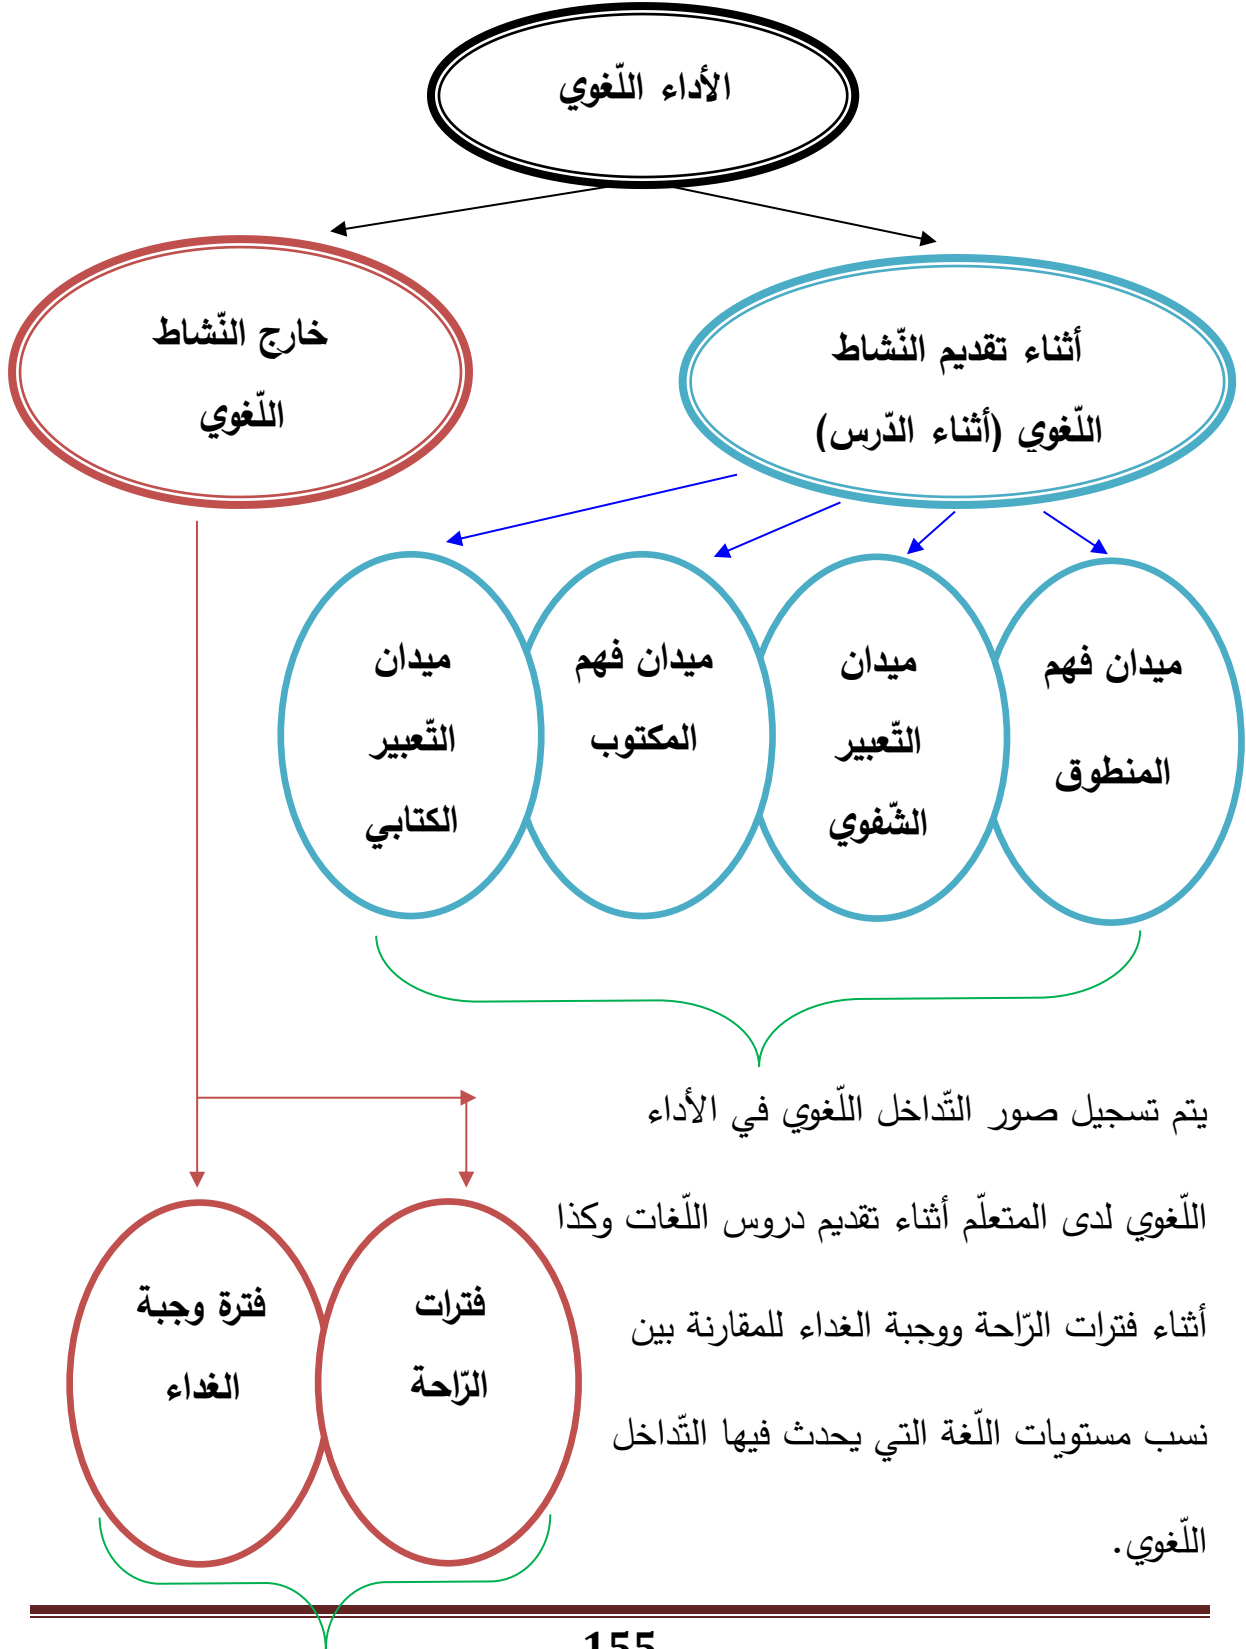 الأداء اللّغوي
أثناء تقديم النّشاط
اللّغوي (أثناء الدّرس)
خارج النّشاط
اللّغوي
ميدان فهم
المنطوق
ميدان
التّعبير
الشّفوي
ميدان فهم
المكتوب
ميدان
التّعبير
الكتابي
يتم تسجيل صور التّداخل اللّغوي في الأداء
اللّغوي لدى المتعلّم أثناء تقديم دروس اللّغات وكذا
أثناء فترات الرّاحة ووجبة الغداء للمقارنة بين
نسب مستويات اللّغة التي يحدث فيها التّداخل
اللّغوي.
فترات
الرّاحة
فترة وجبة
الغداء
155